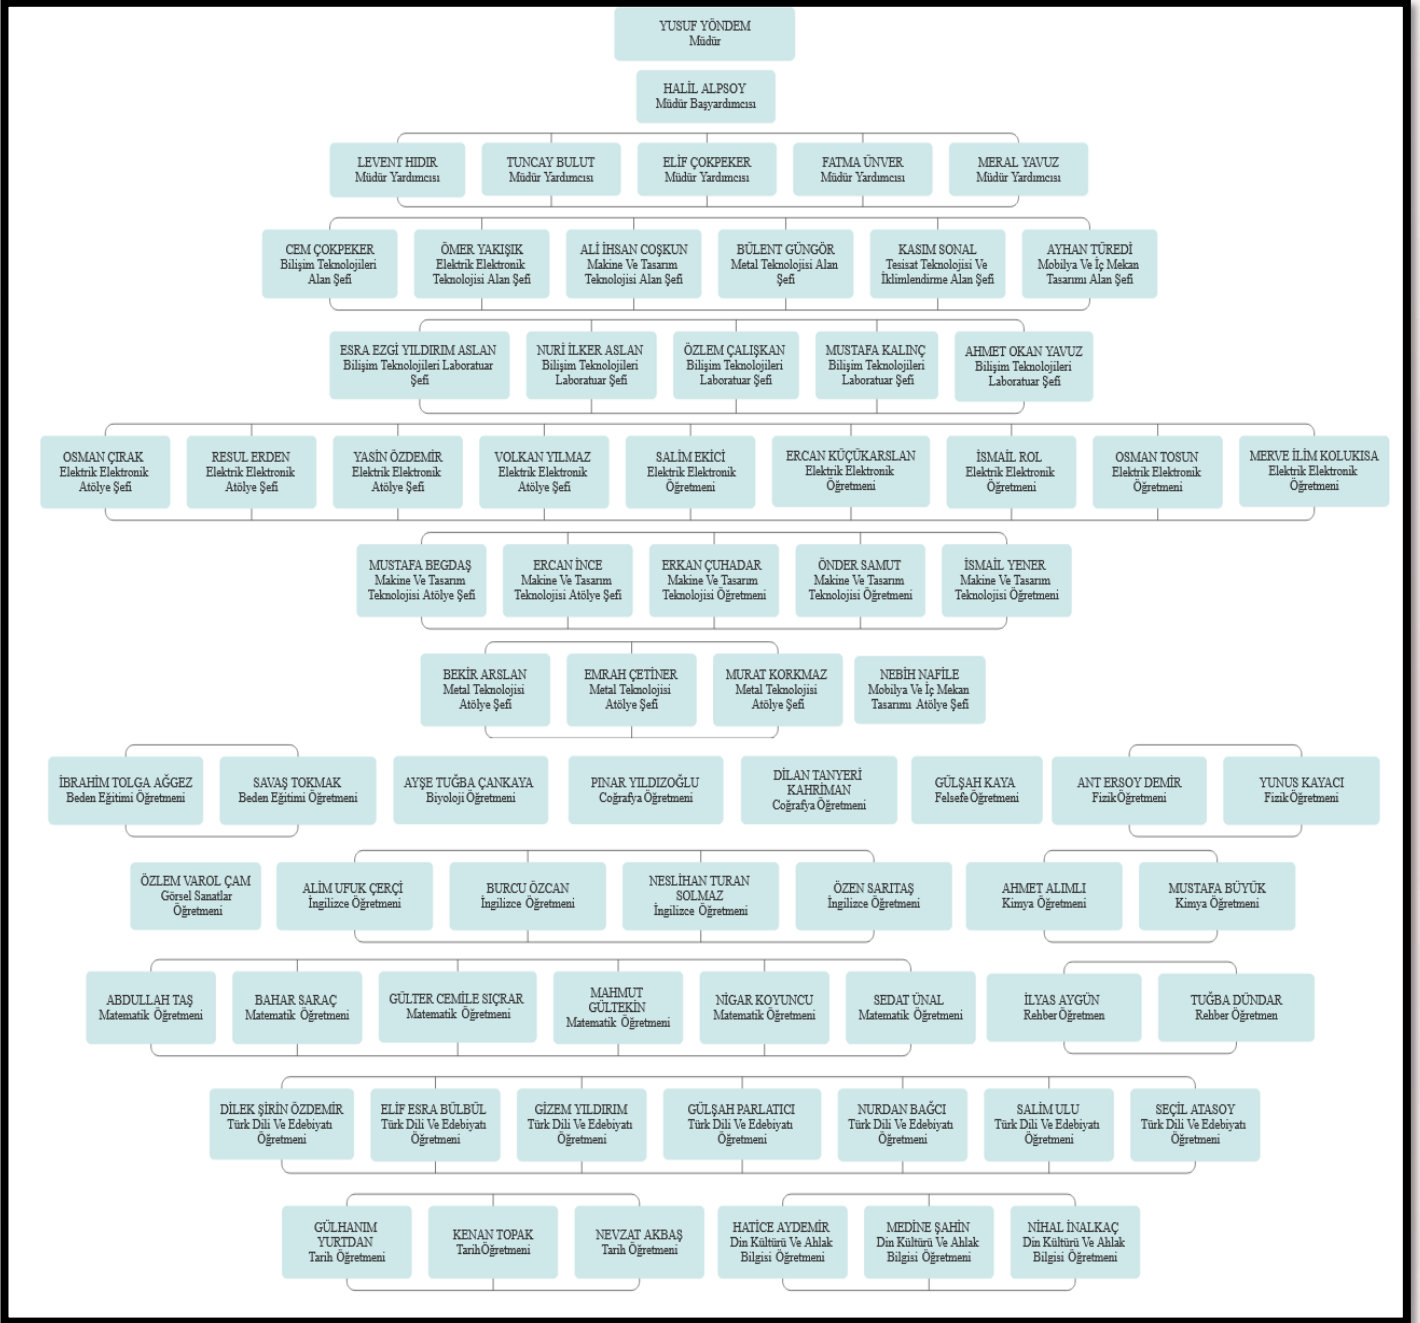 YUSUF YÖNDEM
Müdür
HALİL ALPSOY
Müdür Başyardımcısı
LEVENT HIDIR
Müdür Yardımcısı
TUNCAY BULUT
Müdür Yardımcısı
ELİF ÇOKPEKER
Müdür Yardımcısı
FATMA ÜNVER
Müdür Yardımcısı
MERAL YAVUZ
Müdür Yardımcısı
CEM ÇOKPEKER
Bilişim Teknolojileri
Alan Şefi
ÖMER YAKIŞIK
Elektrik Elektronik
Teknolojisi Alan Şefi
ALİ İHSAN COŞKUN
Makine Ve Tasarım
Teknolojisi Alan Şefi
BÜLENT GÜNGÖR
Metal Teknolojisi Alan
Şefi
KASIM SONAL
Tesisat Teknolojisi Ve
İklimlendirme Alan Şefi
AYHAN TÜREDİ
Mobilya Ve İç Mekan
Tasarımı Alan Şefi
ESRA EZGİ YILDIRIM ASLAN
Bilişim Teknolojileri Laboratuar
Şefi
NURİ İLKER ASLAN
Bilişim Teknolojileri
Laboratuar Şefi
ÖZLEM ÇALIŞKAN
Bilişim Teknolojileri
Laboratuar Şefi
MUSTAFA KALINÇ
Bilişim Teknolojileri
Laboratuar Şefi
AHMET OKAN YAVUZ
Bilişim Teknolojileri
Laboratuar Şefi
OSMAN ÇIRAK
Elektrik Elektronik
Atölye Şefi
RESUL ERDEN
Elektrik Elektronik
Atölye Şefi
YASİN ÖZDEMİR
Elektrik Elektronik
Atölye Şefi
VOLKAN YILMAZ
Elektrik Elektronik
Atölye Şefi
SALİM EKİCİ
Elektrik Elektronik
Öğretmeni
ERCAN KÜÇÜKARSLAN
Elektrik Elektronik
Öğretmeni
İSMAİL ROL
Elektrik Elektronik
Öğretmeni
OSMAN TOSUN
Elektrik Elektronik
Öğretmeni
MERVE İLİM KOLUKISA
Elektrik Elektronik
Öğretmeni
MUSTAFA BEGDAŞ
Makine Ve Tasarım
Teknolojisi Atölye Şefi
ERCAN İNCE
Makine Ve Tasarım
Teknolojisi Atölye Şefi
ERKAN ÇUHADAR
Makine Ve Tasarım
Teknolojisi Öğretmeni
ÖNDER SAMUT
Makine Ve Tasarım
Teknolojisi Öğretmeni
İSMAİL YENER
Makine Ve Tasarım
Teknolojisi Öğretmeni
BEKİR ARSLAN
Metal Teknolojisi
Atölye Şefi
EMRAH ÇETİNER
Metal Teknolojisi
Atölye Şefi
MURAT KORKMAZ
Metal Teknolojisi
Atölye Şefi
NEBİH NAFİLE
Mobilya Ve İç Mekan
Tasarımı Atölye Şefi
İBRAHİM TOLGA AĞGEZ
Beden Eğitimi Öğretmeni
SAVAŞ TOKMAK
Beden Eğitimi Öğretmeni
AYŞE TUĞBA ÇANKAYA
Biyoloji Öğretmeni
PINAR YILDIZOĞLU
Coğrafya Öğretmeni
DİLAN TANYERİ
KAHRİMAN
Coğrafya Öğretmeni
GÜLŞAH KAYA
Felsefe Öğretmeni
ANT ERSOY DEMİR
Fizik Öğretmeni
YUNUS KAYACI
Fizik Öğretmeni
ÖZLEM VAROL ÇAM
Görsel Sanatlar
Öğretmeni
ALİM UFUK ÇERÇİ
İngilizce Öğretmeni
BURCU ÖZCAN
İngilizce Öğretmeni
NESLİHAN TURAN
SOLMAZ
İngilizce Öğretmeni
ÖZEN SARITAŞ
İngilizce Öğretmeni
AHMET ALIMLI
Kimya Öğretmeni
MUSTAFA BÜYÜK
Kimya Öğretmeni
ABDULLAH TAŞ
Matematik Öğretmeni
BAHAR SARAÇ
Matematik Öğretmeni
GÜLTER CEMİLE SIÇRAR
Matematik Öğretmeni
MAHMUT
GÜLTEKİN
Matematik Öğretmeni
NİGAR KOYUNCU
Matematik Öğretmeni
SEDAT ÜNAL
Matematik Öğretmeni
İLYAS AYGÜN
Rehber Öğretmen
TUĞBA DÜNDAR
Rehber Öğretmen
DİLEK ŞİRİN ÖZDEMİR
Türk Dili Ve Edebiyatı
Öğretmeni
ELİF ESRA BÜLBÜL
Türk Dili Ve Edebiyatı
Öğretmeni
GİZEM YILDIRIM
Türk Dili Ve Edebiyatı
Öğretmeni
GÜLŞAH PARLATICI
Türk Dili Ve Edebiyatı
Öğretmeni
NURDAN BAĞCI
Türk Dili Ve Edebiyatı
Öğretmeni
SALİM ULU
Türk Dili Ve Edebiyatı
Öğretmeni
SEÇİL ATASOY
Türk Dili Ve Edebiyatı
Öğretmeni
GÜLHANIM
YURTDAN
Tarih Öğretmeni
KENAN TOPAK
TarihÖğretmeni
NEVZAT AKBAŞ
Tarih Öğretmeni
HATİCE AYDEMİR
Din Kültürü Ve Ahlak
Bilgisi Öğretmeni
MEDİNE ŞAHİN
Din Kültürü Ve Ahlak
Bilgisi Öğretmeni
NİHAL İNALKAÇ
Din Kültürü Ve Ahlak
Bilgisi Öğretmeni